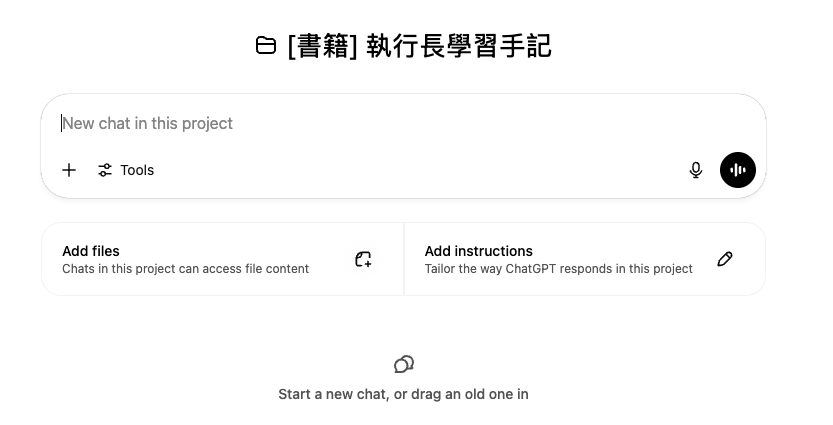 [書籍] 執行長學習手記
New chat in this project
Tools
Add files
Chats in this project can access file content
Add instructions
Tailor the way ChatGPT responds in this project
Start a new chat, or drag an old one in